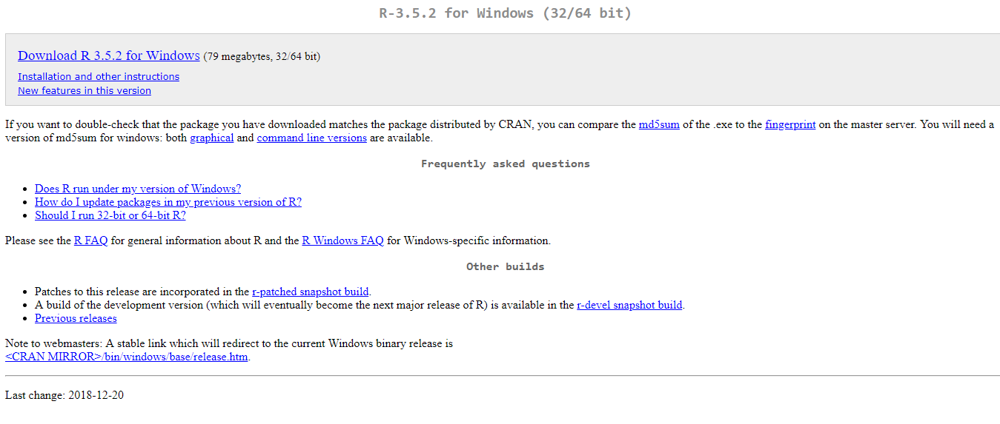 R-3.5.2 for Windows (32/64 bit)
Download R 3.5.2 for Windows (79 megabytes, 32/64 bit)
Installation and other instructions
New features in this version
If you want to double-check that the package you have downloaded matches the package distributed by CRAN, you can compare the md5sum of the .exe to the fingerprint on the master server. You will need a
version of md5sum for windows: both graphical and command line versions are available.
Frequently asked questions
• Does R run under my version of Windows?
• How do I update packages in my previous version of R?
• Should I run 32-bit or 64-bit R?
Please see the R FAQ for general information about R and the R Windows FAQ for Windows-specific information.
Other builds
• Patches to this release are incorporated in the r-patched snapshot build.
• A build of the development version (which will eventually become the next major release of R) is available in the r-devel snapshot build.
• Previous releases
Note to webmasters: A stable link which will redirect to the current Windows binary release is
<CRAN MIRROR>/bin/windows/base/release.htm.
Last change: 2018-12-20